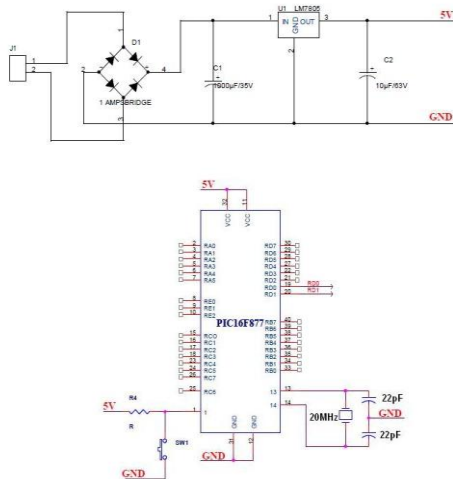 U1 LM7805
J1
1
2
1
D1
2
4
3
1 AMPSBRIDGE
C1
1000µF/35V
1
IN OUT
GND
3
2
C2
10µF/63V
5V
GND
5V
32
11
VCC
VCC
2 RA0
3 RA1
4 RA2
5 RA3
6 RA4
7 RA5
8 RE0
9 RE1
10 RE2
PIC16F877
15 RC0
16 RC1
17 RC2
18 RC3
23 RC4
24 RC5
26 RC7
25 RC6
RD7 30
RD6 29
RD5 28
RD4 27
RD3 22
RD2 21
RD0 19 RD0
RD1 20 RD1
RB7 40
RB6 39
RB5 38
RB4 37
RB3 36
RB2 35
RB1 34
RB0 33
13
14
22pF
20MHz
GND
22pF
R4
5V
R
1
1
SW1
GND
GND
GND
31
12
GND